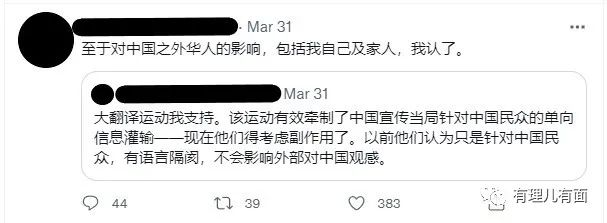 · Mar 31
至于对中国之外华人的影响，包括我自己及家人，我认了。
Mar 31
大翻译运动我支持。该运动有效牵制了中国宣传当局针对中国民众的单向
信息灌输——现在他们得考虑副作用了。以前他们认为只是针对中国民
众，有语言隔阂，不会影响外部对中国观感。
44 39 383
有理儿有面